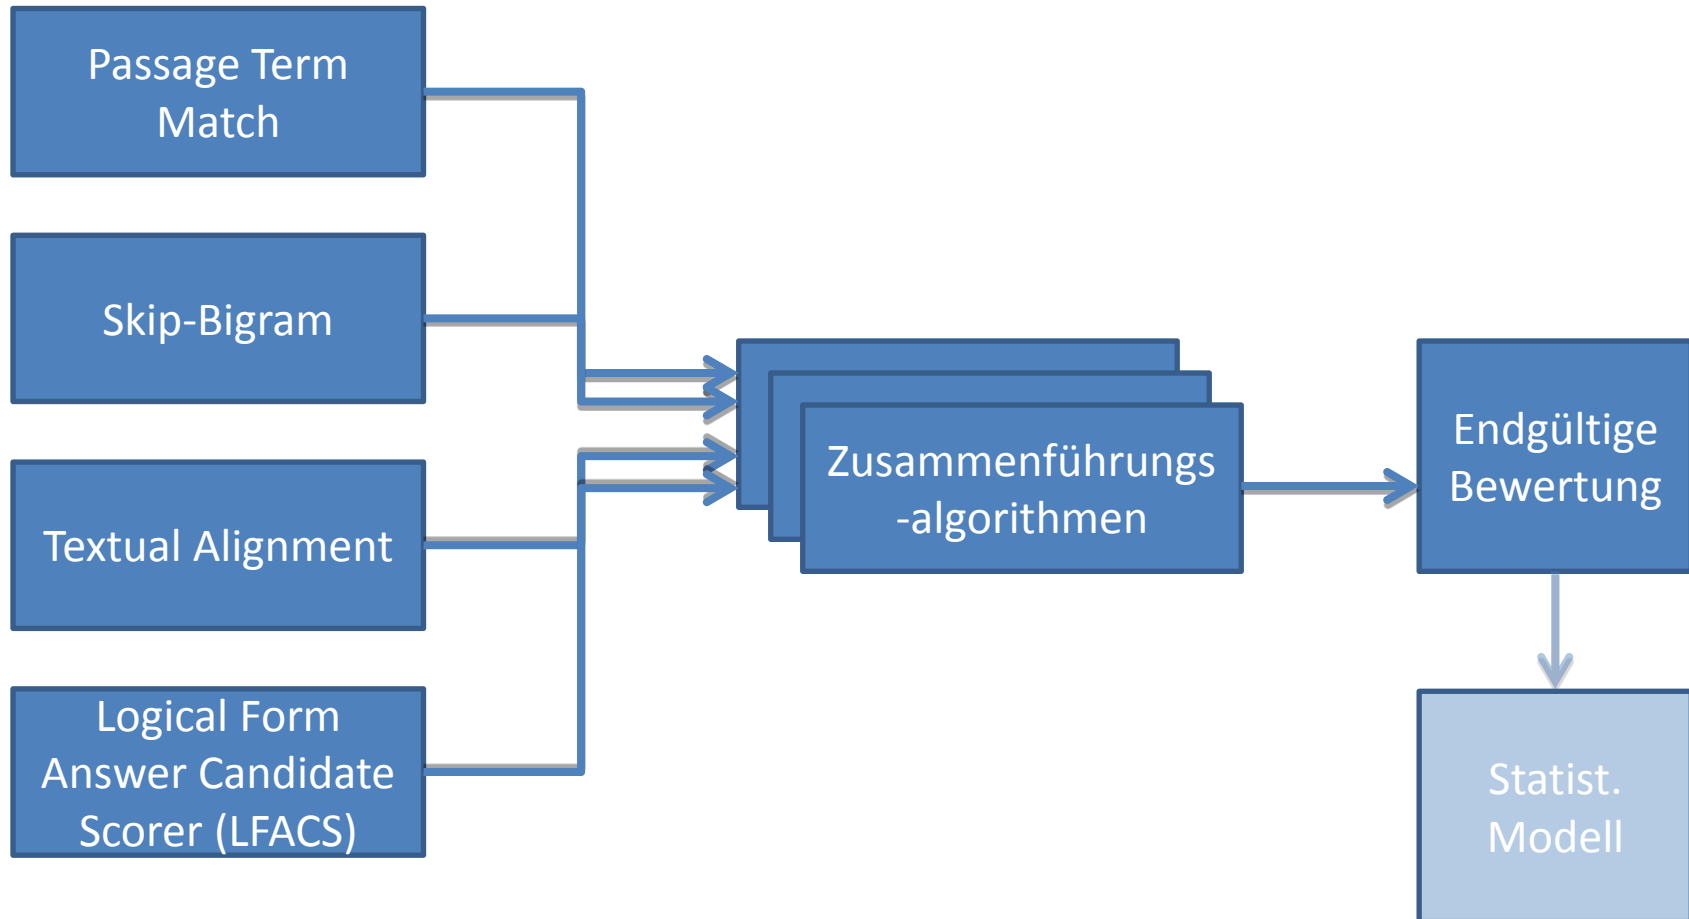 Passage Term
Match
Skip-Bigram
Textual Alignment
Logical Form
Answer Candidate
Scorer (LFACS)
Zusammenführungs
-algorithmen
Endgültige
Bewertung
Statist.
Modell